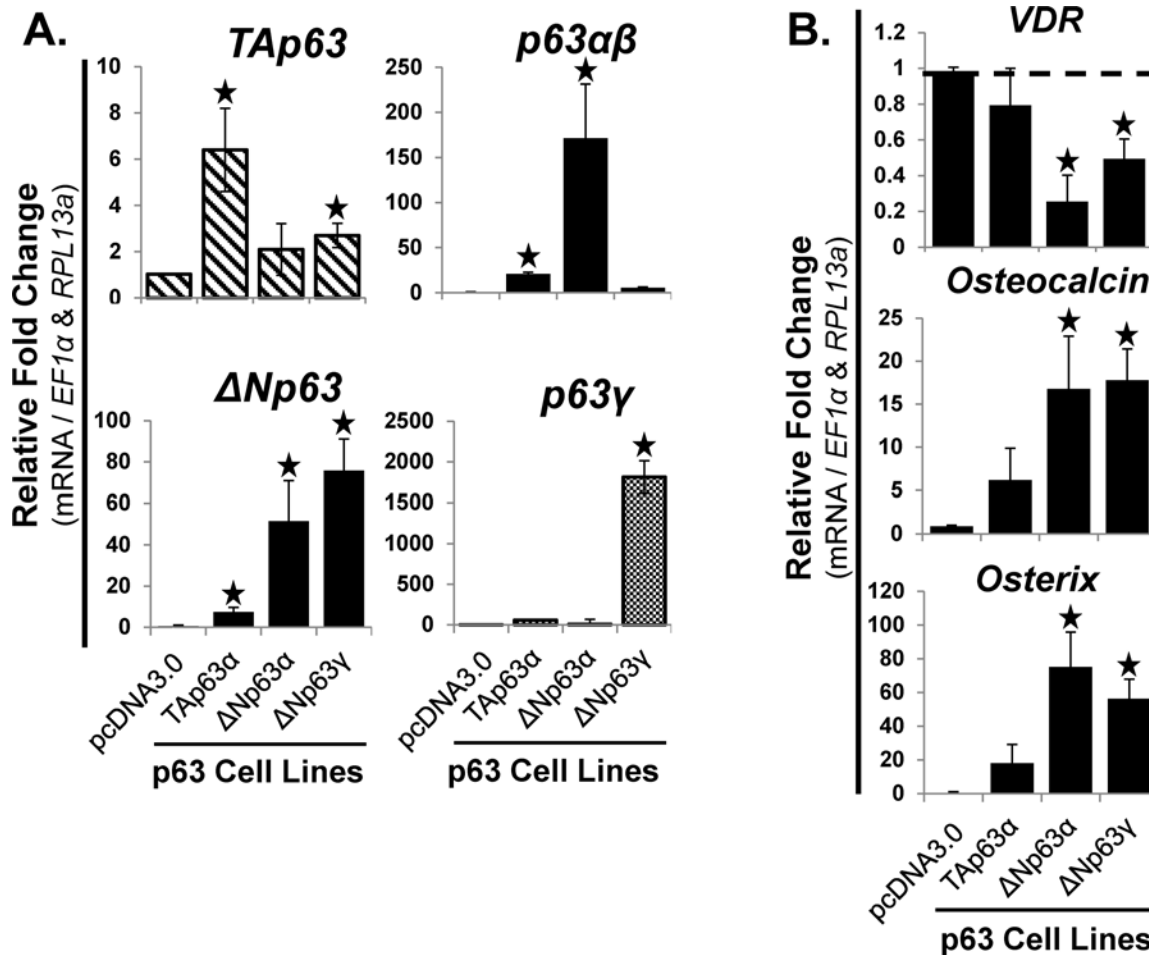 A.
TAp63
10
8
6
4
2
0
p63αβ
250
200
150
100
50
0
Relative Fold Change
(mRNA / EF1α & RPL13a)
ΔNp63
100
80
60
40
20
0
p63γ
2500
2000
1500
1000
500
0
pcDNA3.0
TAp63α
ΔNp63α
ΔNp63γ
p63 Cell Lines
pcDNA3.0
TAp63α
ΔNp63α
ΔNp63γ
p63 Cell Lines
B.
VDR
1.2
1
0.8
0.6
0.4
0.2
0
Relative Fold Change
(mRNA / EF1α & RPL13a)
Osteocalcin
25
20
15
10
5
0
Osterix
120
100
80
60
40
20
0
pcDNA3.0
TAp63α
ΔNp63α
ΔNp63γ
p63 Cell Lines